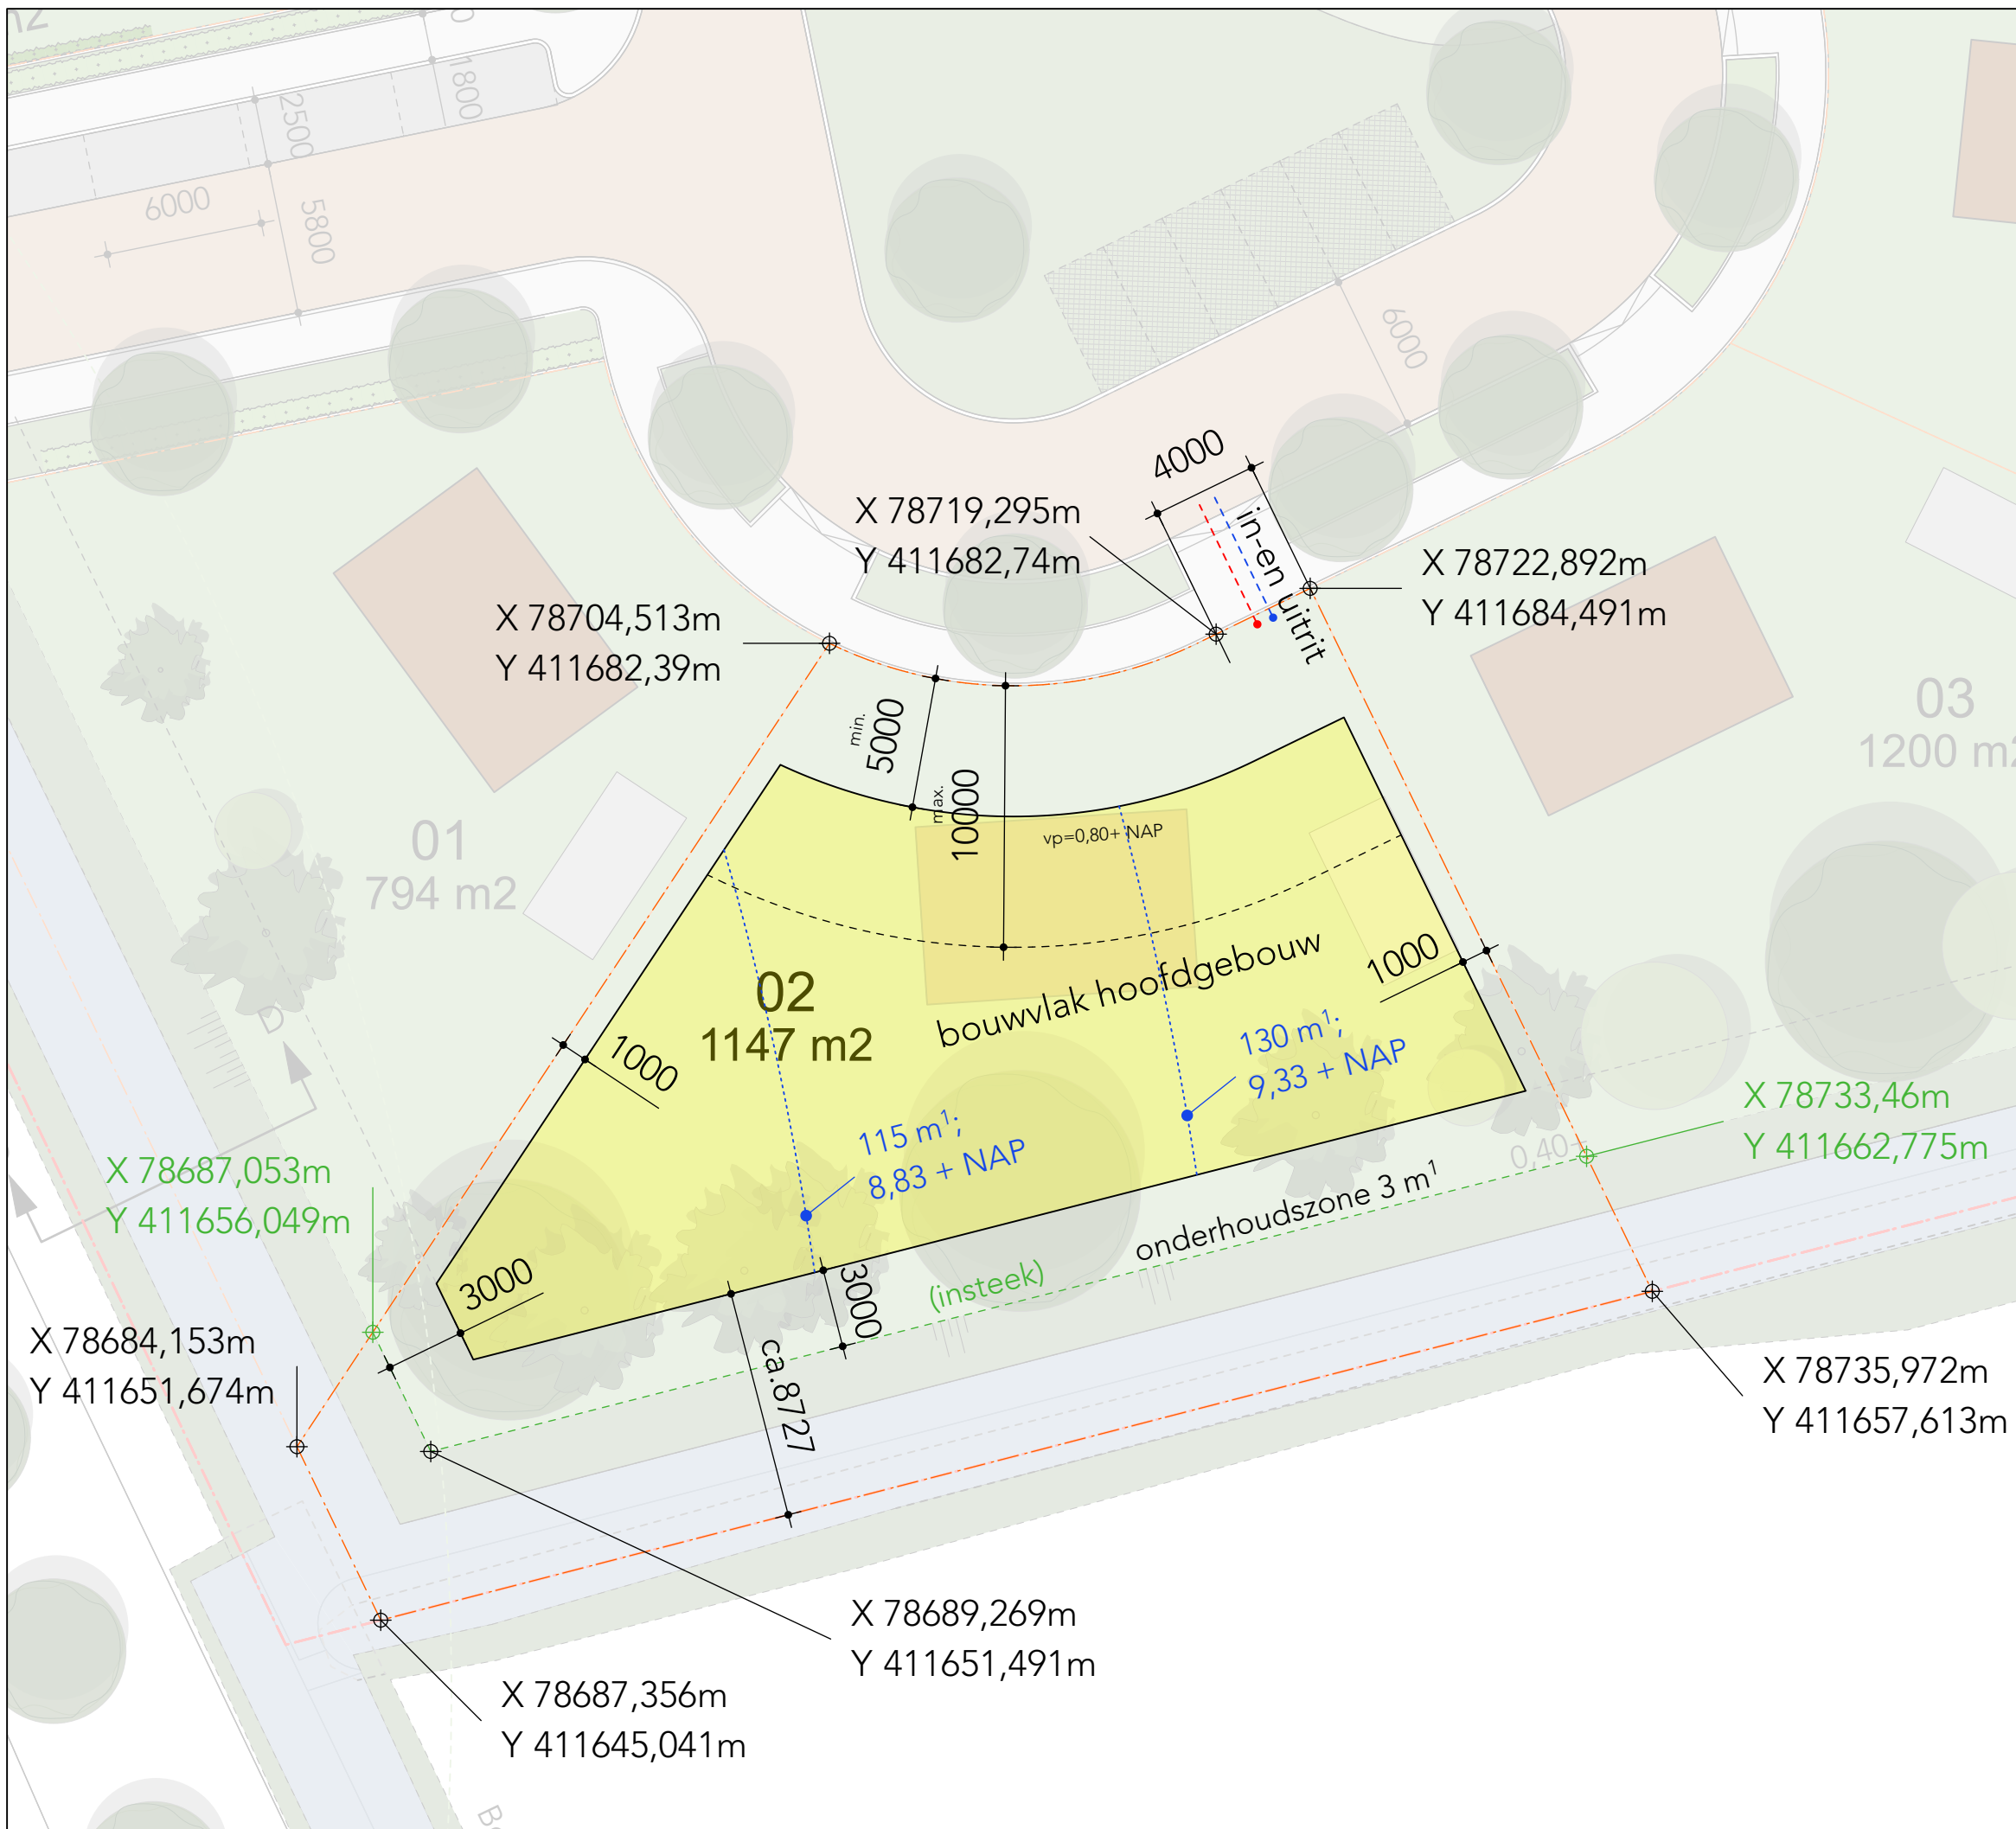 1800
2500
6000
5800
6000
4000
in-en uitrit
X 78719,295m
Y 411682,74m
X 78722,892m
Y 411684,491m
X 78704,513m
Y 411682,39m
03
1200 m2
min.
5000
max.
10000
vp=0,80+ NAP
01
794 m2
02
1147 m2
bouwvlak hoofdgebouw
1000
1000
D
130 m¹;
9,33 + NAP
115 m¹;
8,83 + NAP
X 78733,46m
Y 411662,775m
0.40-
X 78687,053m
Y 411656,049m
onderhoudszone 3 m¹
(insteek)
3000
3000
ca.8727
X 78684,153m
Y 411651,674m
X 78735,972m
Y 411657,613m
X 78689,269m
Y 411651,491m
X 78687,356m
Y 411645,041m